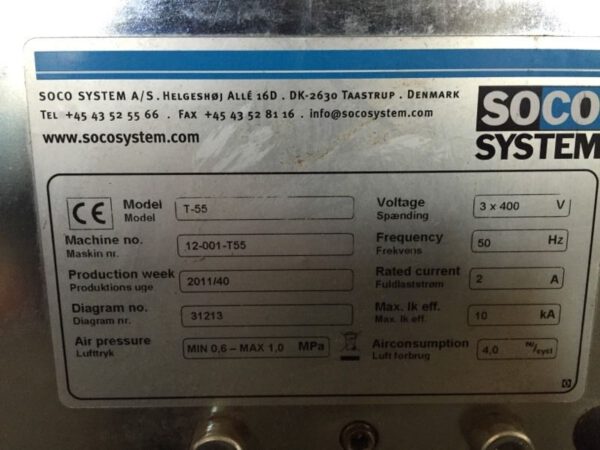 SOCO SYSTEM A/S . HELGESHØJ ALLÉ 16D . DK-2630 TAASTRUP . DENMARK
TEL +45 43 52 55 66 . FAX +45 43 52 81 16 . info@socosystem.com
www.socosystem.com
SOCO
SYSTEM
CE
Model T-55
Model
Machine no. 12-001-T55
Maskin nr.
Production week 2011/40
Produktions uge
Diagram no. 31213
Diagram nr.
Air pressure MIN 0,6 – MAX 1,0 MPa
Lufttryk
Voltage 3 x 400 V
Spænding
Frequency 50 Hz
Frekvens
Rated current 2 A
Fuldlaststrøm
Max. Ik eff. 10 kA
Max. Ik eff.
Airconsumption 4,0 Nl/cycl
Luft forbrug